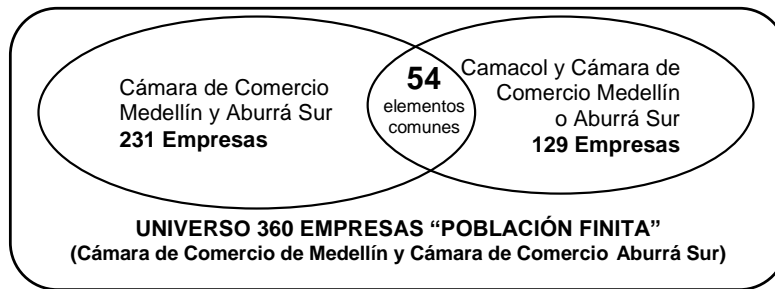 Cámara de Comercio
Medellín y Aburrá Sur
231 Empresas
54
elementos
comunes
Camacol y Cámara de
Comercio Medellín
o Aburrá Sur
129 Empresas
UNIVERSO 360 EMPRESAS “POBLACIÓN FINITA”
(Cámara de Comercio de Medellín y Cámara de Comercio Aburrá Sur)